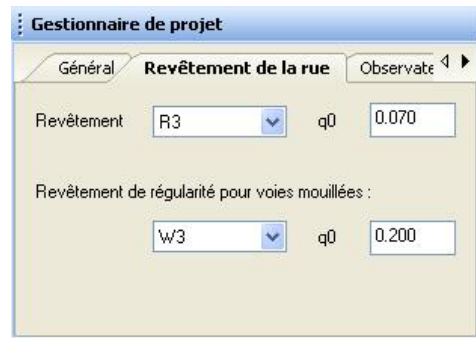 Gestionnaire de projet
Général Revêtement de la rue Observate
Revêtement R3 q0 0.070
Revêtement de régularité pour voies mouillées :
W3 q0 0.200